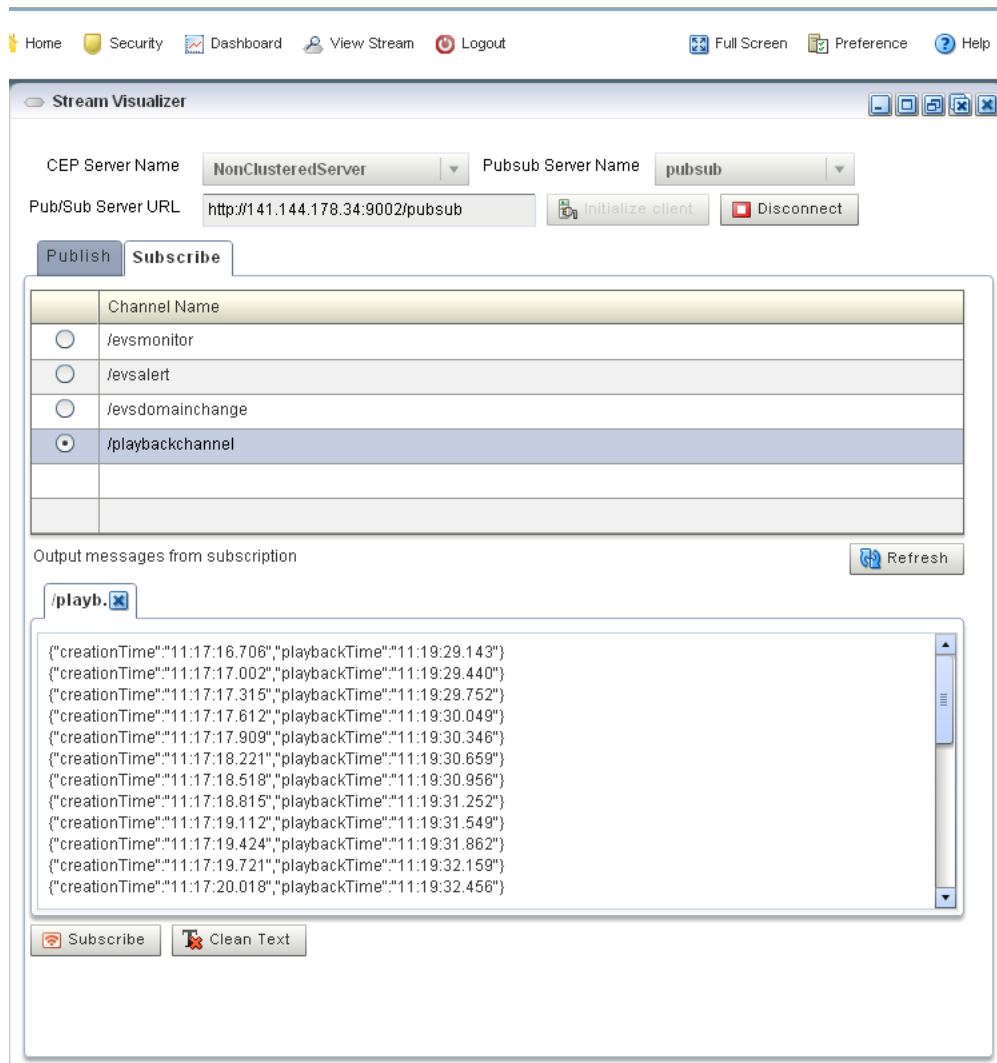 Home Security Dashboard View Stream Logout Full Screen Preference Help
Stream Visualizer
CEP Server Name NonClusteredServer Pubsub Server Name pubsub
Pub/Sub Server URL http://141.144.178.34:9002/pubsub Initialize client Disconnect
Publish Subscribe
Channel Name
/evsmonitor
/evsalert
/evsdomainchange
/playbackchannel
Output messages from subscription Refresh
/playb.
{"creationTime":"11:17:16.706","playbackTime":"11:19:29.143"}
{"creationTime":"11:17:17.002","playbackTime":"11:19:29.440"}
{"creationTime":"11:17:17.315","playbackTime":"11:19:29.752"}
{"creationTime":"11:17:17.612","playbackTime":"11:19:30.049"}
{"creationTime":"11:17:17.909","playbackTime":"11:19:30.346"}
{"creationTime":"11:17:18.221","playbackTime":"11:19:30.659"}
{"creationTime":"11:17:18.518","playbackTime":"11:19:30.956"}
{"creationTime":"11:17:18.815","playbackTime":"11:19:31.252"}
{"creationTime":"11:17:19.112","playbackTime":"11:19:31.549"}
{"creationTime":"11:17:19.424","playbackTime":"11:19:31.862"}
{"creationTime":"11:17:19.721","playbackTime":"11:19:32.159"}
{"creationTime":"11:17:20.018","playbackTime":"11:19:32.456"}
Subscribe Clean Text